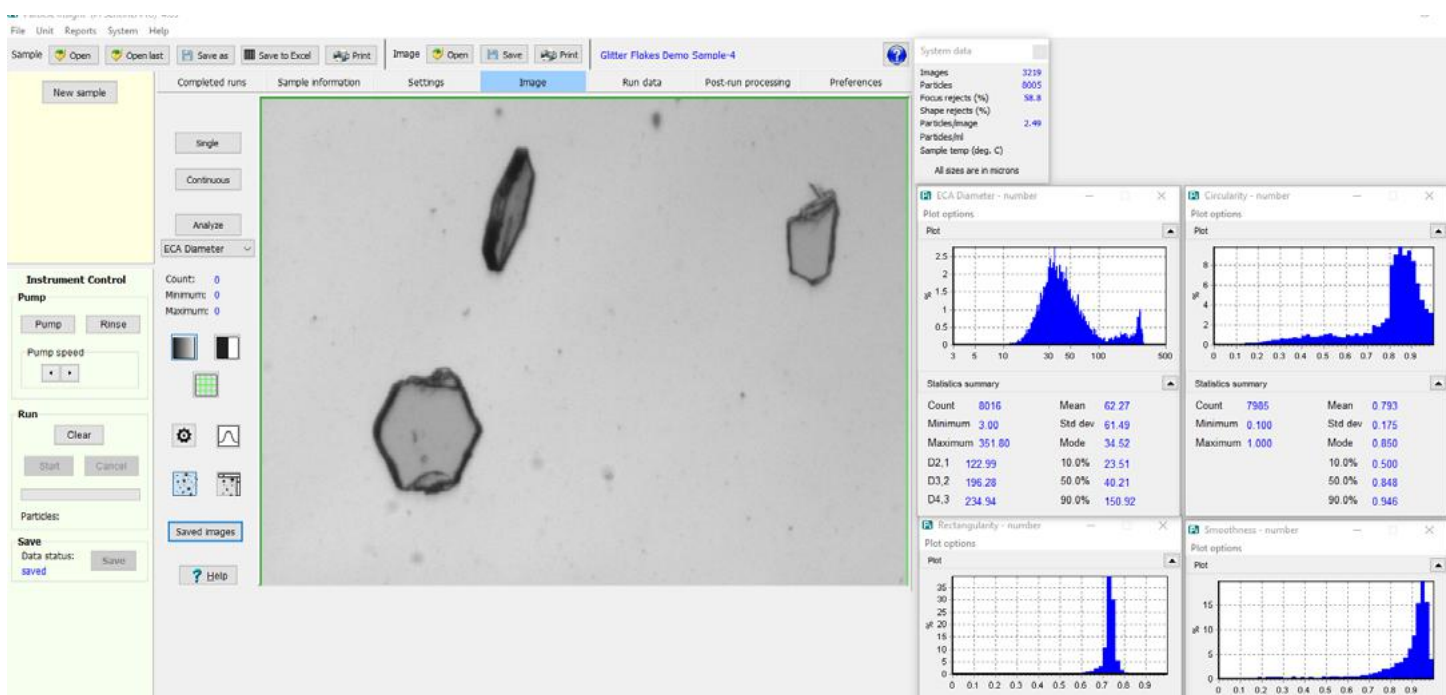 File Unit Reports System Help
Sample Open Open last Save as Save to Excel Print Image Open Save Print Glitter Flakes Demo Sample-4
New sample
Completed runs Sample information Settings Image Run data Post-run processing Preferences
Single
Continuous
Analyze
ECA Diameter
Count: 0
Minimum: 0
Maximum: 0
Saved images
? Help
Instrument Control
Pump
Pump Rinse
Pump speed
Run
Clear
Start Cancel
Particles:
Save
Data status:
saved
Save
System data
Images 3219
Particles 8005
Focus rejects (%) 58.8
Shape rejects (%)
Particles/image 2.49
Particles/ml
Sample temp (deg. C)
All sizes are in microns
ECA Diameter - number
Plot options
Plot
2.5
2
1.5
1
0.5
0
%
3 5 10 30 50 100 500
Statistics summary
Count 8016 Mean 62.27
Minimum 3.00 Std dev 61.49
Maximum 351.80 Mode 34.52
D2,1 122.99 10.0% 23.51
D3,2 196.28 50.0% 40.21
D4,3 234.94 90.0% 150.92
Circularity - number
Plot options
Plot
8
6
4
2
0
%
0 0.1 0.2 0.3 0.4 0.5 0.6 0.7 0.8 0.9
Statistics summary
Count 7985 Mean 0.793
Minimum 0.100 Std dev 0.175
Maximum 1.000 Mode 0.850
10.0% 0.500
50.0% 0.848
90.0% 0.946
Rectangularity - number
Plot options
Plot
35
30
25
20
15
10
5
0
%
0 0.1 0.2 0.3 0.4 0.5 0.6 0.7 0.8 0.9
Smoothness - number
Plot options
Plot
15
10
5
0
%
0 0.1 0.2 0.3 0.4 0.5 0.6 0.7 0.8 0.9